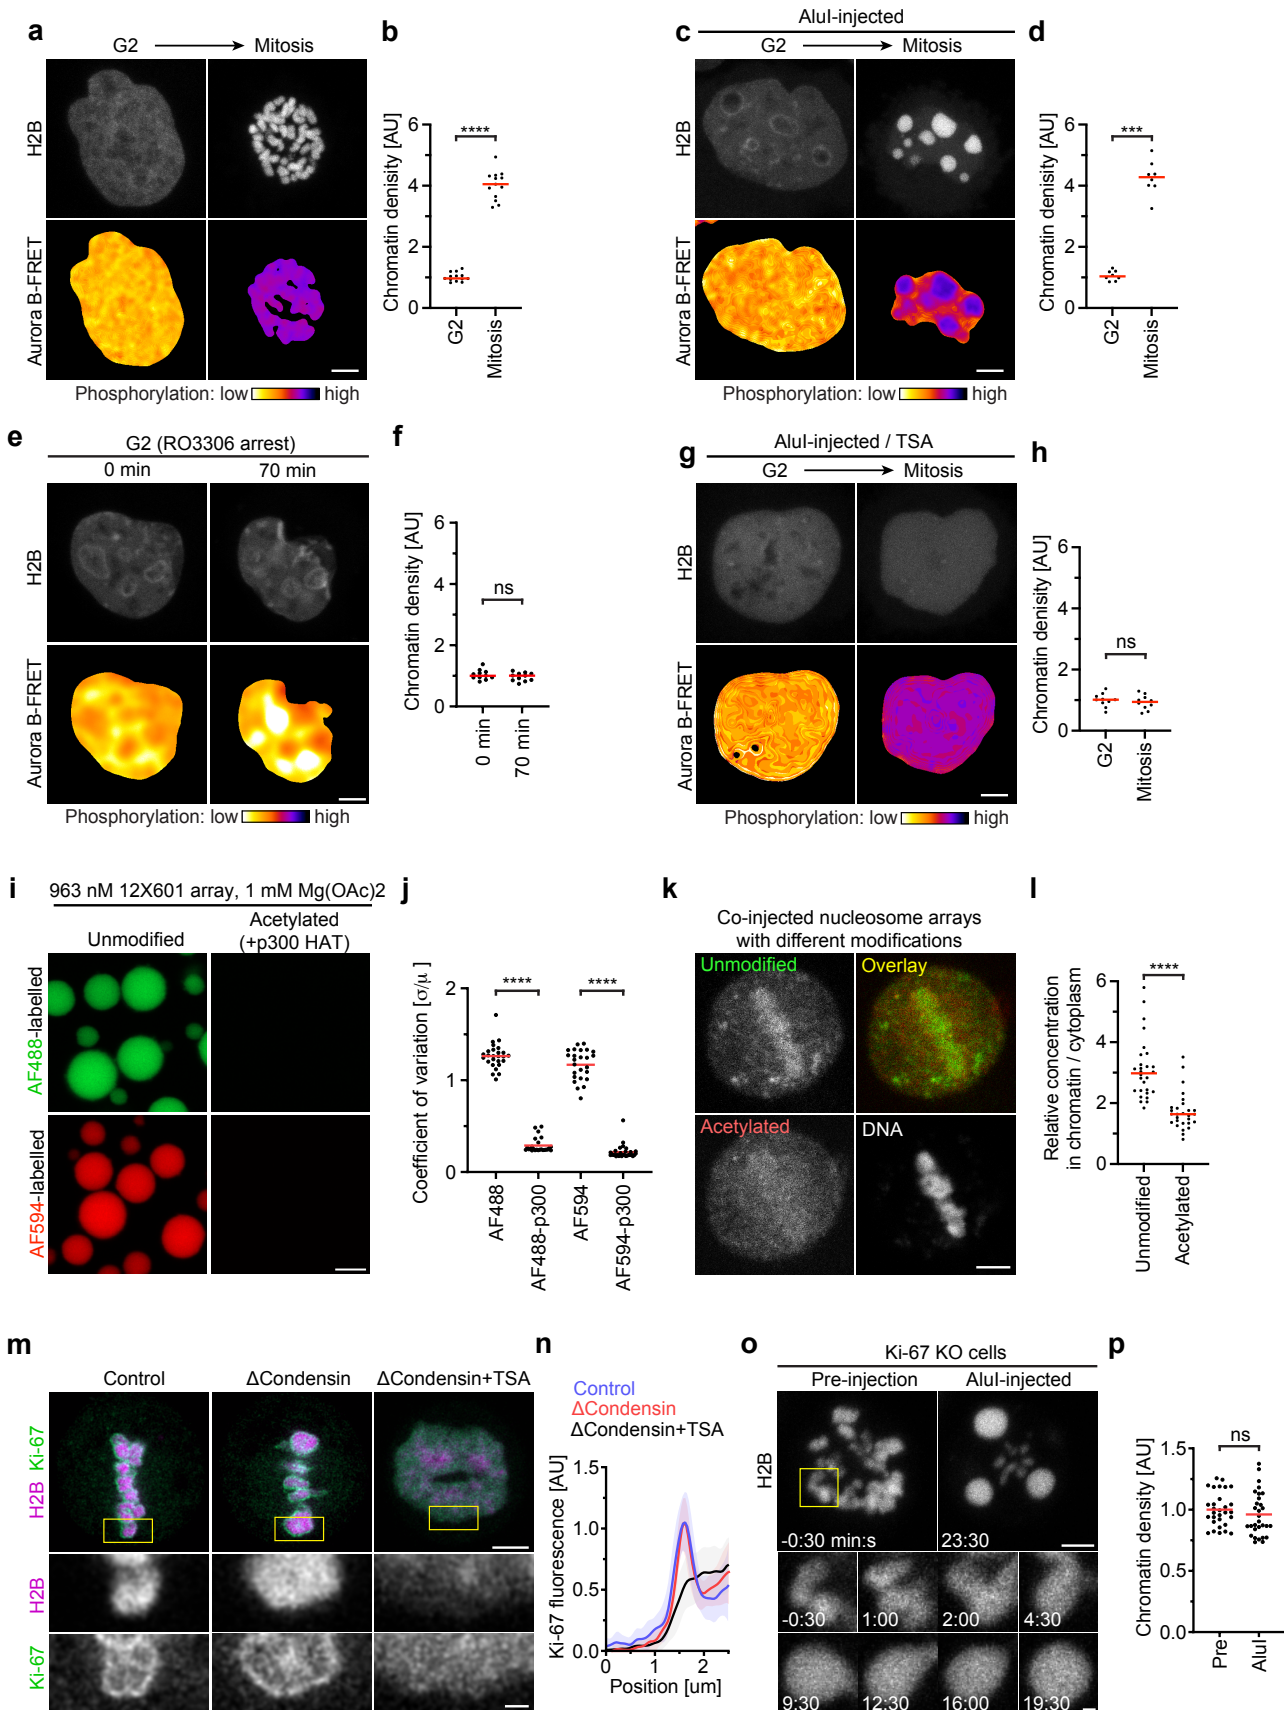 a
G2
Mitosis
H2B
Aurora B-FRET
Phosphorylation: low
high
b
Chromatin density [AU]
6
4
2
0
****
G2
Mitosis
c
AluI-injected
G2
Mitosis
H2B
Aurora B-FRET
Phosphorylation: low
high
d
Chromatin density [AU]
6
4
2
0
***
G2
Mitosis
e
G2 (RO3306 arrest)
0 min
70 min
H2B
Aurora B-FRET
Phosphorylation: low
high
f
Chromatin density [AU]
6
4
2
0
ns
0 min
70 min
g
AluI-injected / TSA
G2
Mitosis
H2B
Aurora B-FRET
Phosphorylation: low
high
h
Chromatin denisity [AU]
6
4
2
0
ns
G2
Mitosis
i
963 nM 12X601 array, 1 mM Mg(OAc)2
Unmodified
Acetylated
(+p300 HAT)
AF488-labelled
AF594-labelled
j
Coefficient of variation [σ/μ]
2
1
0
****
****
AF488
AF488-p300
AF594
AF594-p300
k
Co-injected nucleosome arrays
with different modifications
Unmodified
Overlay
Acetylated
DNA
l
Relative concentration
in chromatin / cytoplasm
6
4
2
0
****
Unmodified
Acetylated
m
Control
ΔCondensin
ΔCondensin+TSA
H2B Ki-67
H2B
Ki-67
n
Control
ΔCondensin
ΔCondensin+TSA
Ki-67 fluorescence [AU]
1.5
1.0
0.5
0.0
0
1
2
Position [um]
o
Ki-67 KO cells
Pre-injection
AluI-injected
H2B
-0:30 min:s
23:30
-0:30
1:00
2:00
4:30
9:30
12:30
16:00
19:30
p
Chromatin density [AU]
1.5
1.0
0.5
0.0
ns
Pre
AluI